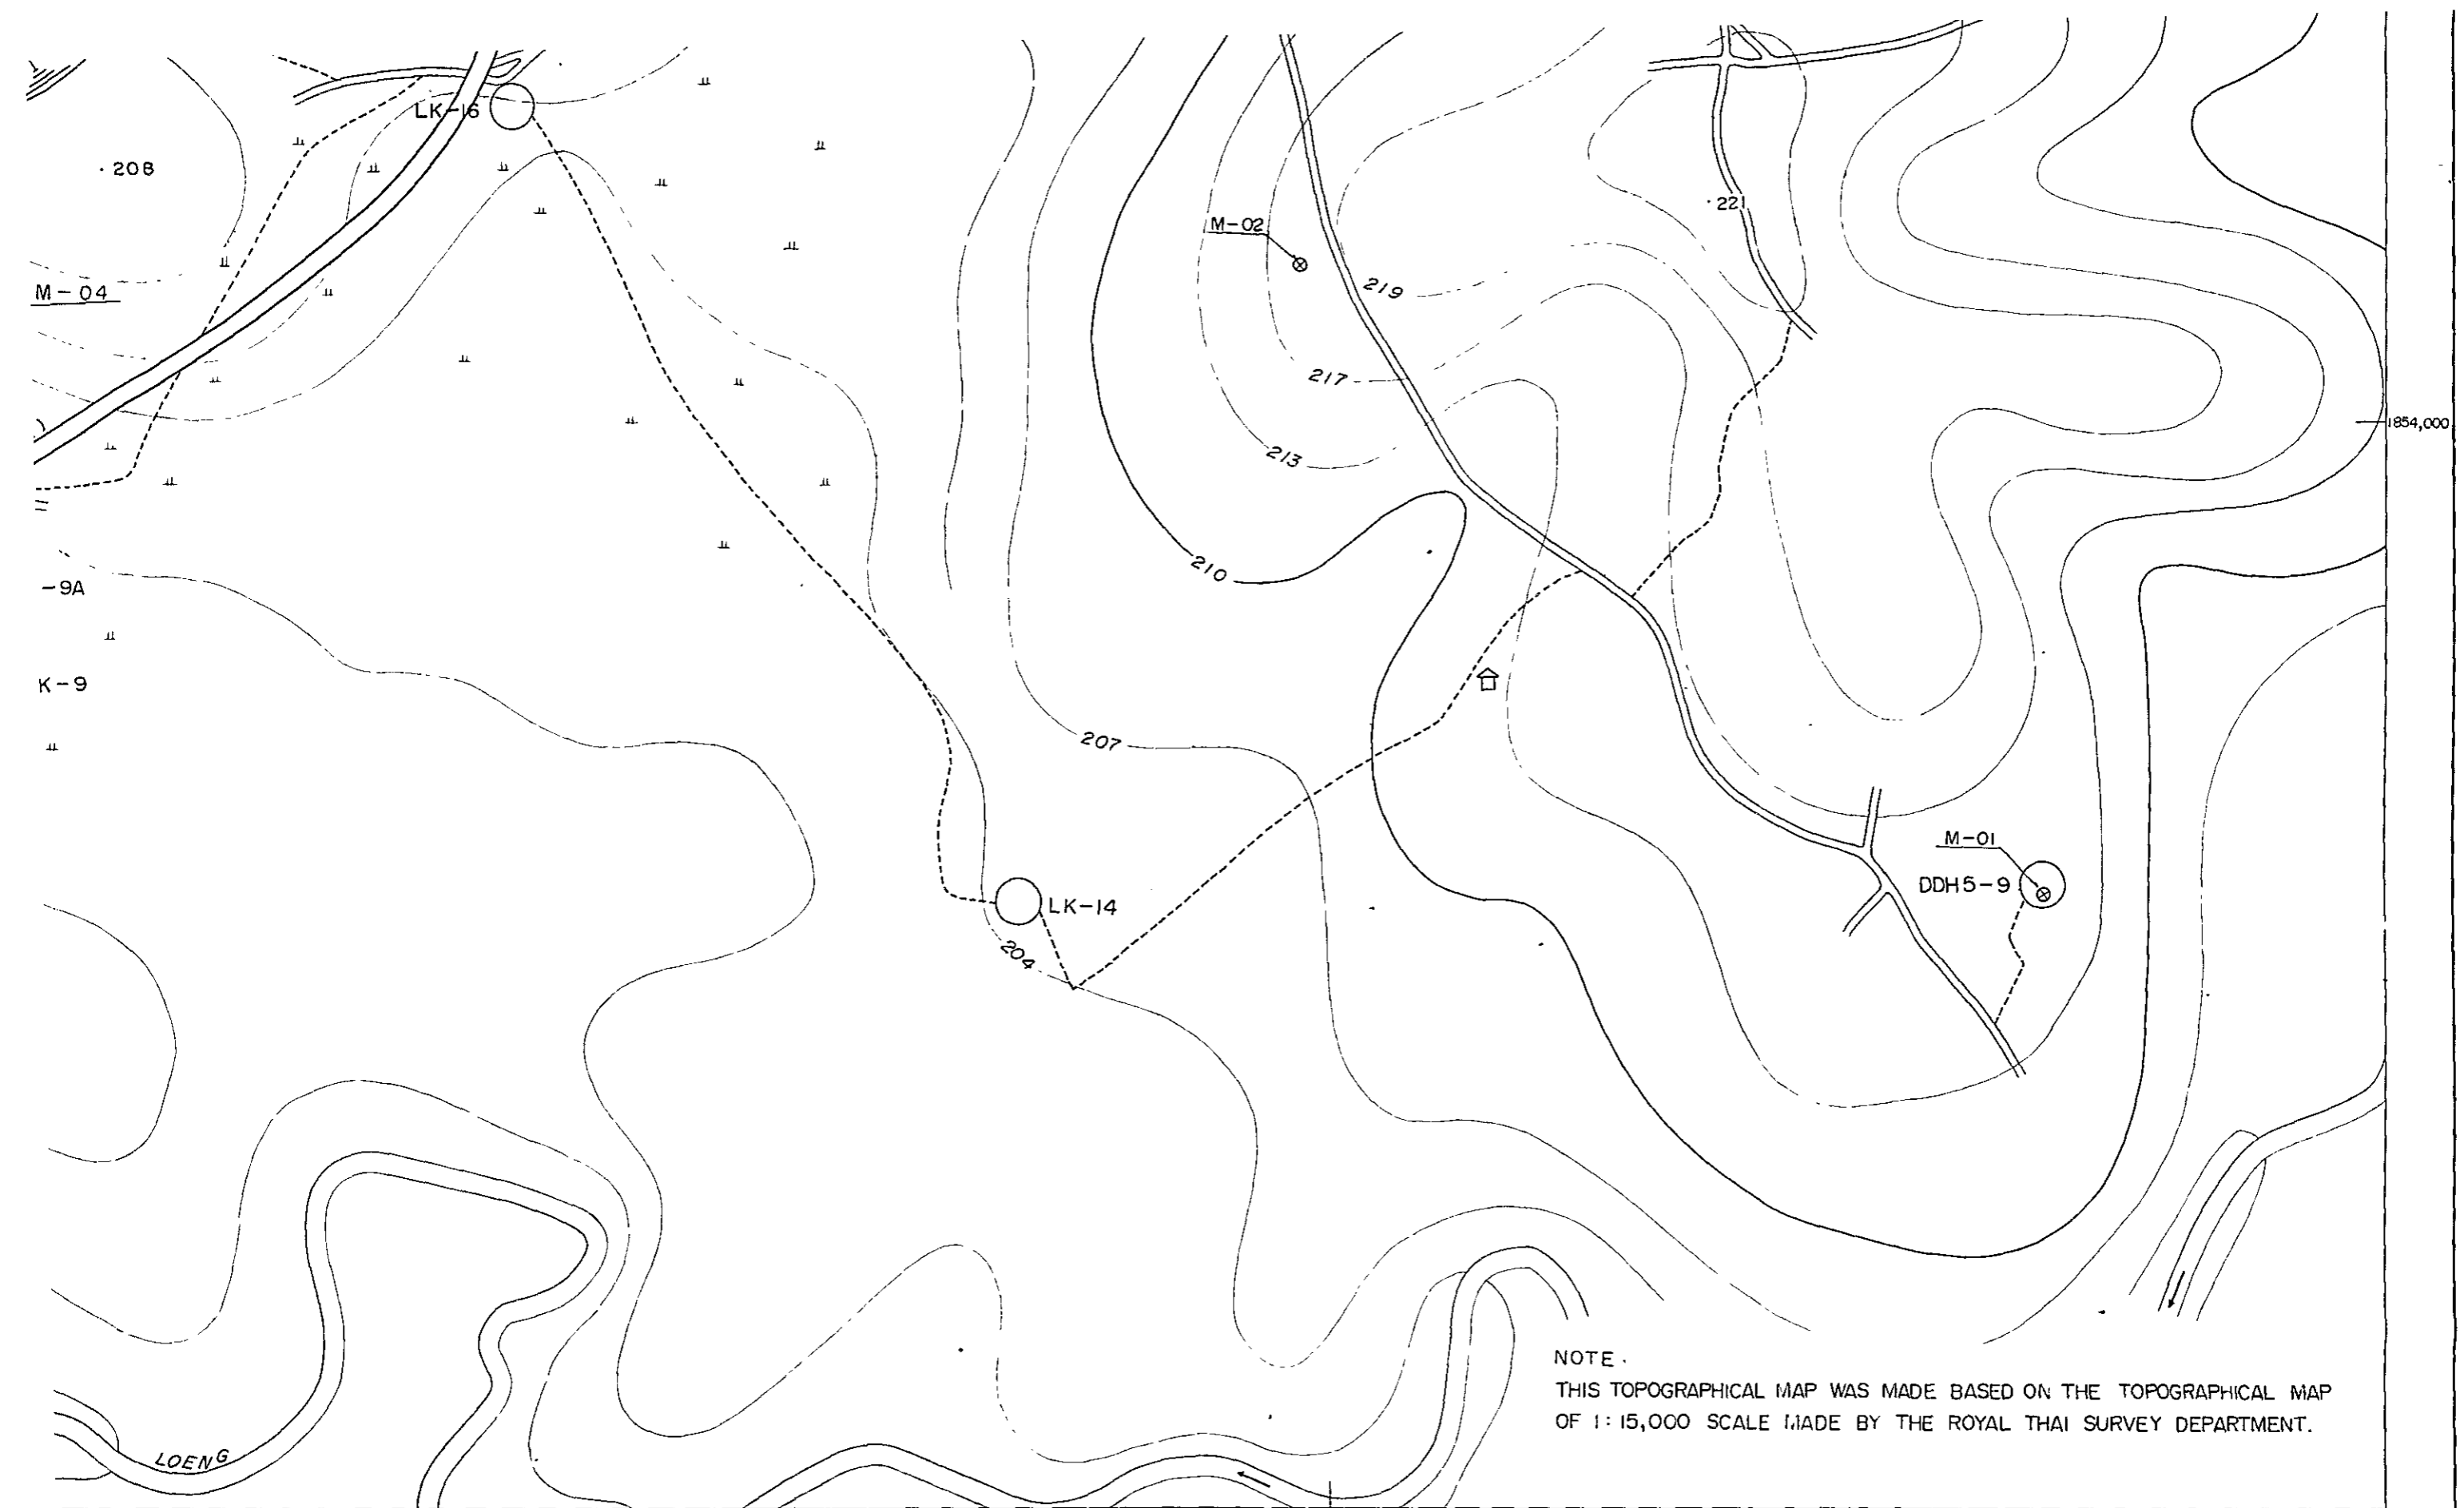 LK-16
· 208
· 221
M-02
M-04
219
217
1854,000
213
210
-9A
K-9
207
M-01
DDH5-9
LK-14
204
NOTE.
THIS TOPOGRAPHICAL MAP WAS MADE BASED ON THE TOPOGRAPHICAL MAP
OF 1:15,000 SCALE MADE BY THE ROYAL THAI SURVEY DEPARTMENT.
LOENG